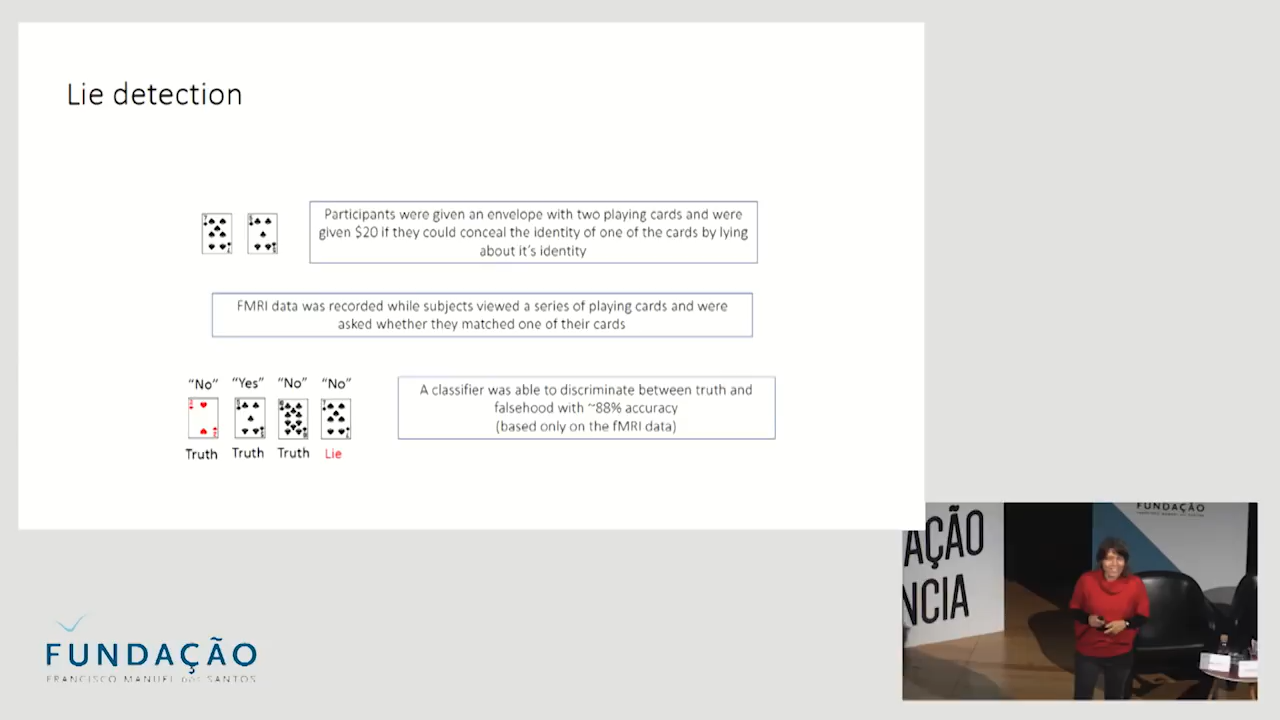 Lie detection
Participants were given an envelope with two playing cards and were
given $20 if they could conceal the identity of one of the cards by lying
about it's identity
FMRI data was recorded while subjects viewed a series of playing cards and were
asked whether they matched one of their cards
"No" "Yes" "No" "No"
Truth Truth Truth Lie
A classifier was able to discriminate between truth and
falsehood with ~88% accuracy
(based only on the fMRI data)
FUNDAÇÃO
AÇÃO
NCIA
FUNDAÇÃO
FRANCISCO MANUEL DOS SANTOS